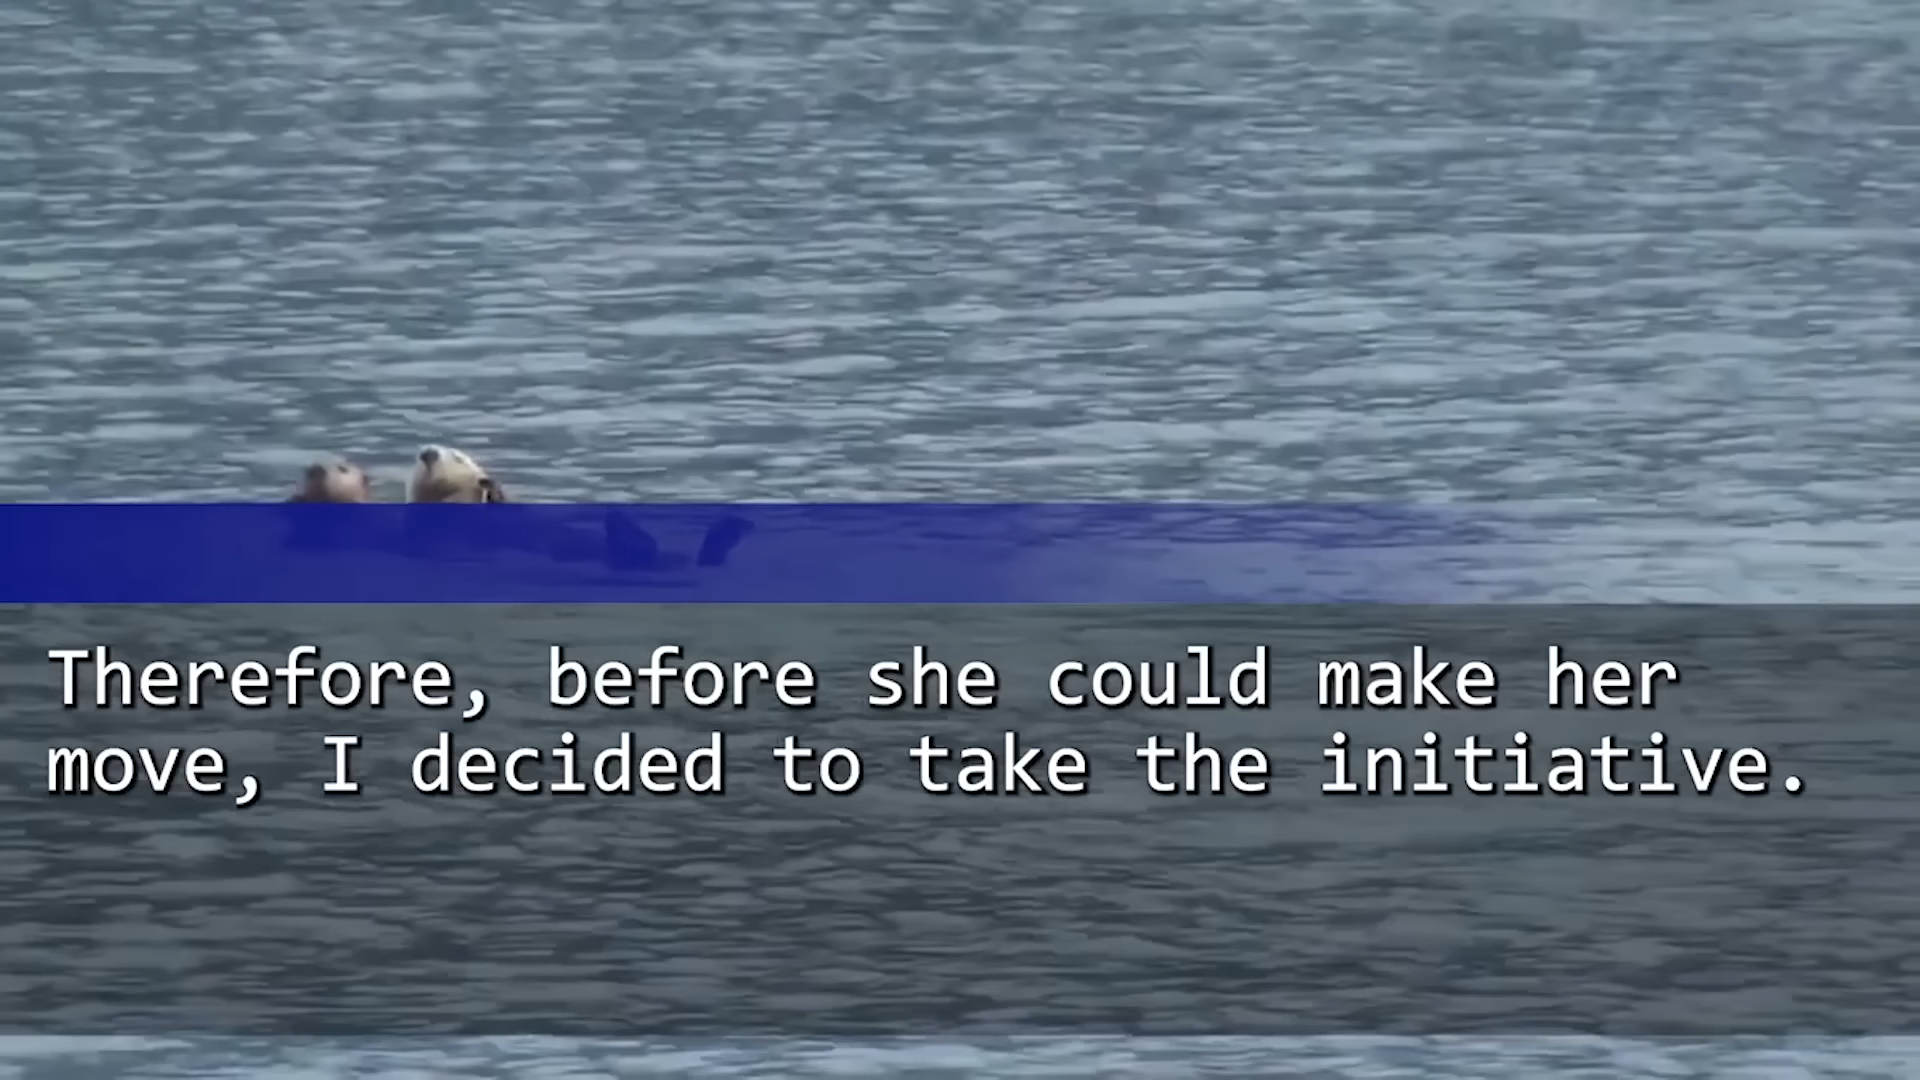 Therefore, before she could make her
move, I decided to take the initiative.